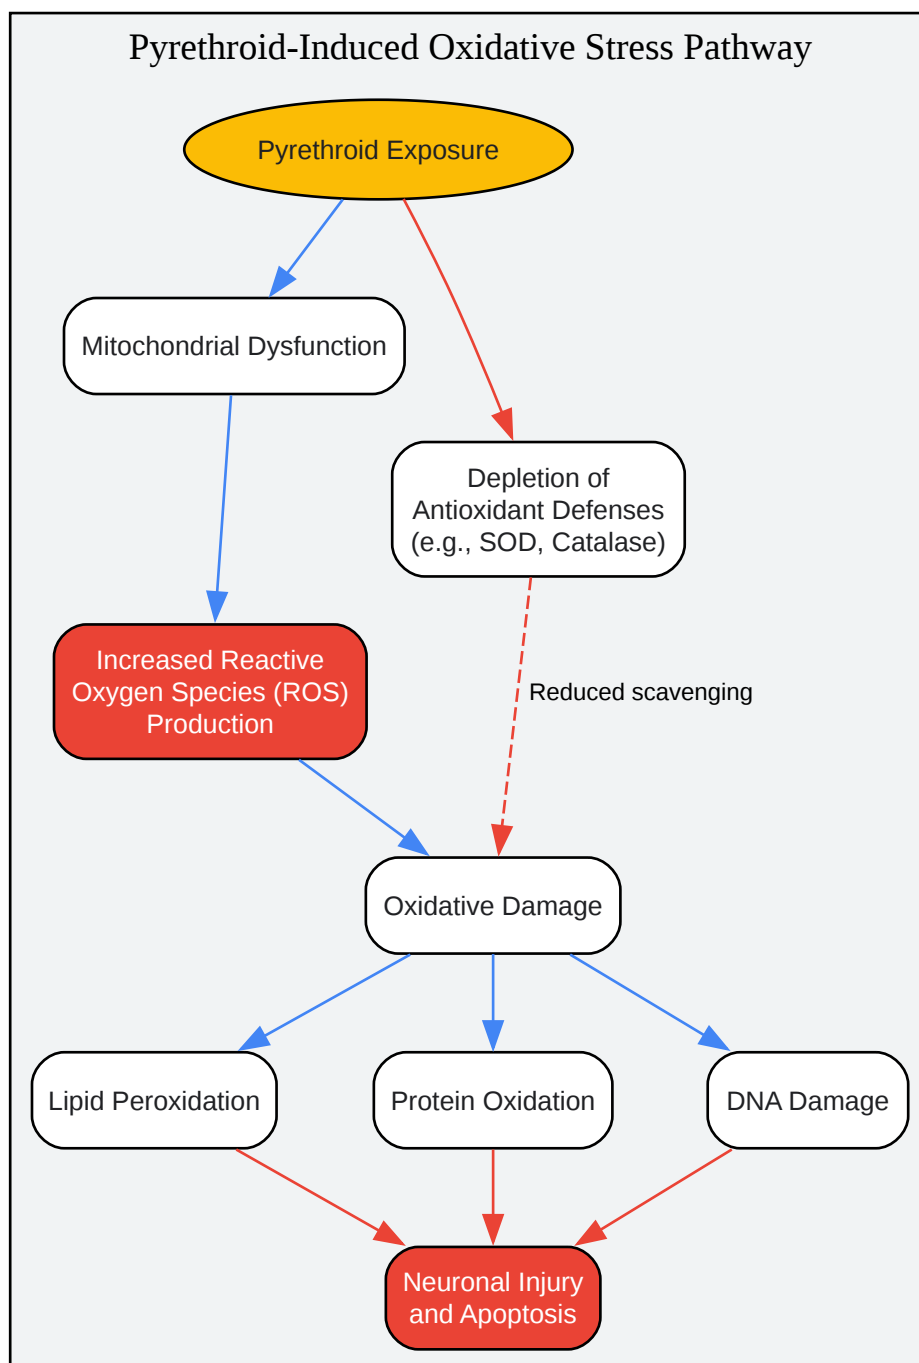 Pyrethroid-Induced Oxidative Stress Pathway
Pyrethroid Exposure
Mitochondrial Dysfunction
Depletion of
Antioxidant Defenses
(e.g., SOD, Catalase)
Increased Reactive
Oxygen Species (ROS)
Production
Reduced scavenging
Oxidative Damage
Lipid Peroxidation
Protein Oxidation
DNA Damage
Neuronal Injury
and Apoptosis